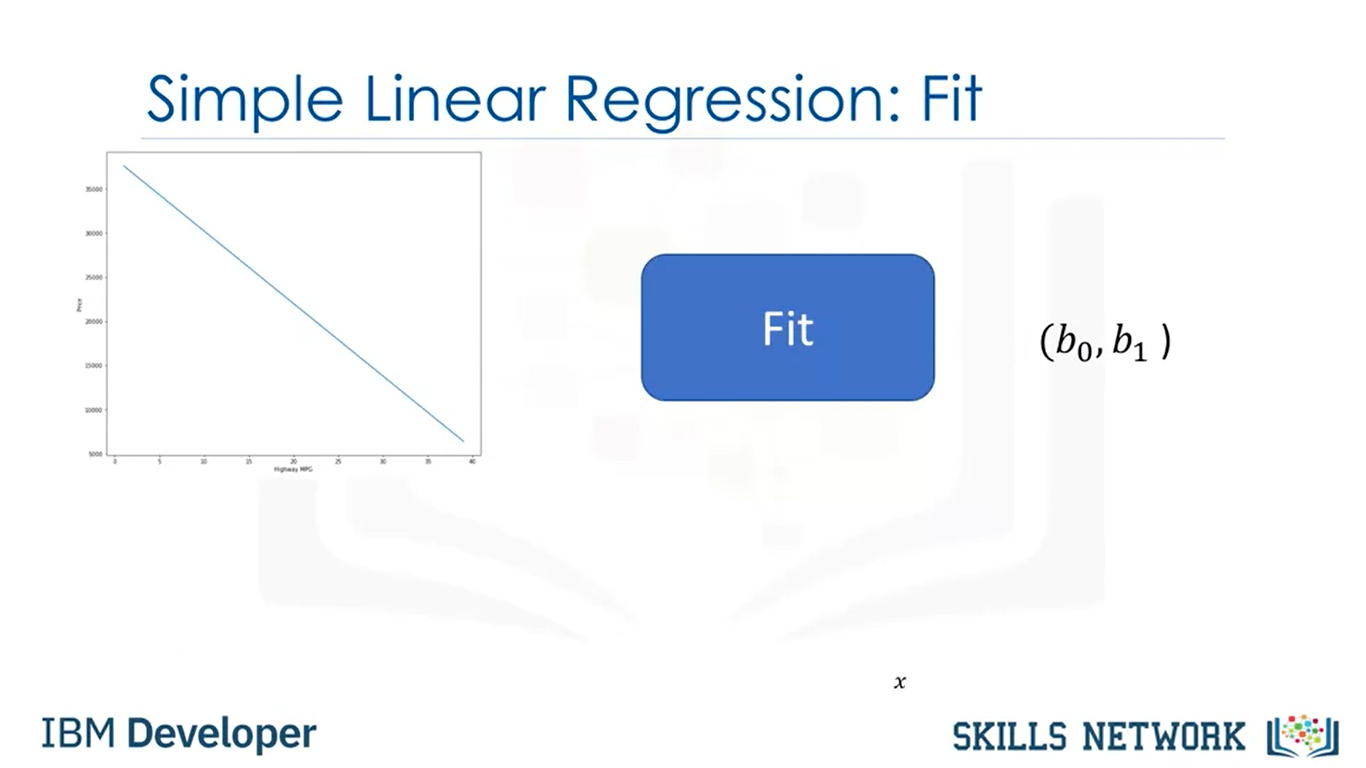 Simple Linear Regression: Fit
35000
30000
25000
20000
15000
10000
5000
Price
0 5 10 15 20 25 30 35 40
Highway MPG
Fit
(b₀, b₁ )
x
IBM Developer
SKILLS NETWORK